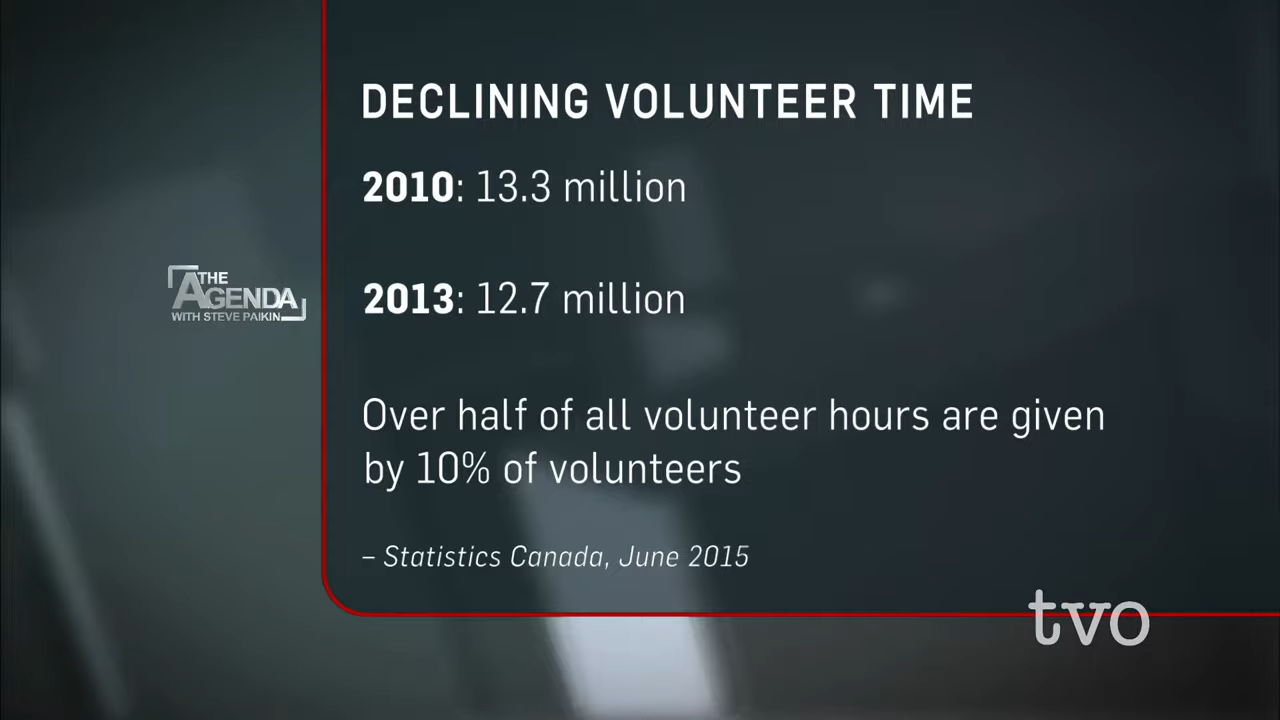 DECLINING VOLUNTEER TIME
2010: 13.3 million
2013: 12.7 million
Over half of all volunteer hours are given
by 10% of volunteers
– Statistics Canada, June 2015
THE
AGENDA
WITH STEVE PAIKIN
tvo